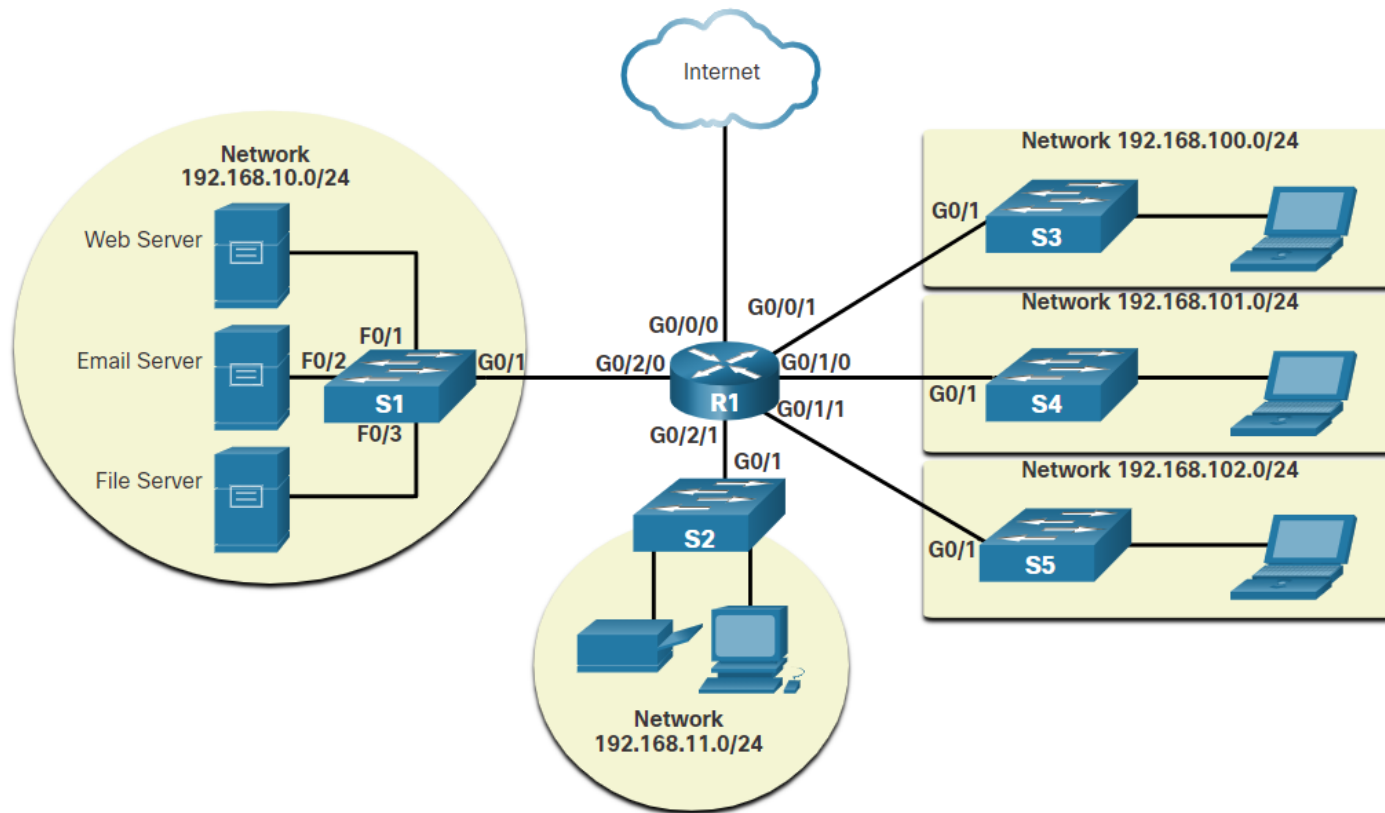 Internet
Network
192.168.10.0/24
Web Server
Email Server
File Server
F0/1
F0/2
F0/3
S1
G0/1
G0/2/0
G0/0/0
G0/0/1
G0/1/0
G0/1/1
G0/2/1
R1
G0/1
S2
Network
192.168.11.0/24
Network 192.168.100.0/24
G0/1
S3
Network 192.168.101.0/24
G0/1
S4
Network 192.168.102.0/24
G0/1
S5